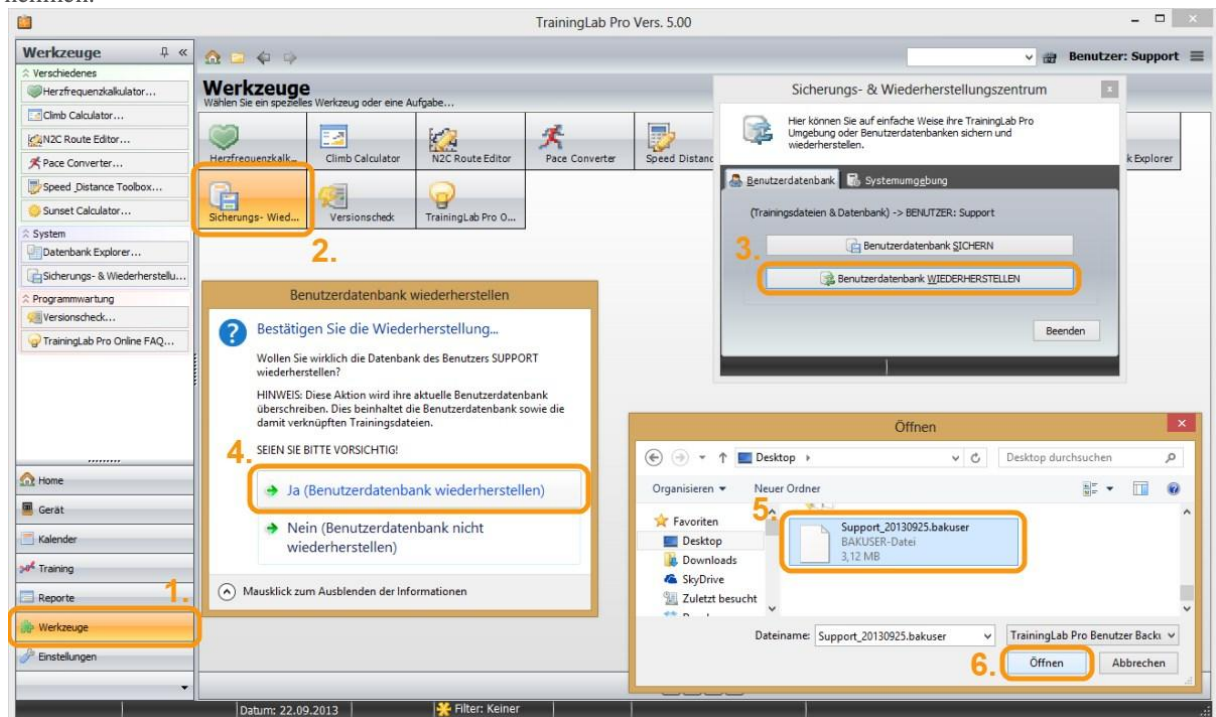 TrainingLab Pro Vers. 5.00
Werkzeuge
Benutzer: Support
Verschiedenes
Herzfrequenzkalkulator...
Climb Calculator...
N2C Route Editor...
Pace Converter...
Speed Distance Toolbox...
Sunset Calculator...
System
Datenbank Explorer...
Sicherungs- & Wiederherstellu...
Programmwartung
Versionscheck...
TrainingLab Pro Online FAQ...
Home
Gerät
Kalender
Training
Reporte
1.
Werkzeuge
Einstellungen
Werkzeuge
Wählen Sie ein spezielles Werkzeug oder eine Aufgabe...
Herzfrequenzkalk...
Climb Calculator
N2C Route Editor
Pace Converter
Speed Distanc
k Explorer
Sicherungs- Wied...
Versionscheck
TrainingLab Pro O...
2.
Sicherungs- & Wiederherstellungszentrum
Hier können Sie auf einfache Weise ihre TrainingLab Pro
Umgebung oder Benutzerdatenbanken sichern und
wiederherstellen.
Benutzerdatenbank
Systemumgebung
(Trainingsdateien & Datenbank) -> BENUTZER: Support
Benutzerdatenbank SICHERN
3.
Benutzerdatenbank WIEDERHERSTELLEN
Beenden
Benutzerdatenbank wiederherstellen
Bestätigen Sie die Wiederherstellung...
Wollen Sie wirklich die Datenbank des Benutzers SUPPORT
wiederherstellen?
HINWEIS: Diese Aktion wird ihre aktuelle Benutzerdatenbank
überschreiben. Dies beinhaltet die Benutzerdatenbank sowie die
damit verknüpften Trainingsdateien.
SEIEN SIE BITTE VORSICHTIG!
4.
Ja (Benutzerdatenbank wiederherstellen)
Nein (Benutzerdatenbank nicht
wiederherstellen)
Mausklick zum Ausblenden der Informationen
Öffnen
Desktop
Desktop durchsuchen
Organisieren
Neuer Ordner
5.
Favoriten
Desktop
Downloads
SkyDrive
Zuletzt besucht
Support_20130925.bakuser
BAKUSER-Datei
3,12 MB
Dateiname: Support_20130925.bakuser
TrainingLab Pro Benutzer Backu
6.
Öffnen
Abbrechen
Datum: 22.09.2013
Filter: Keiner